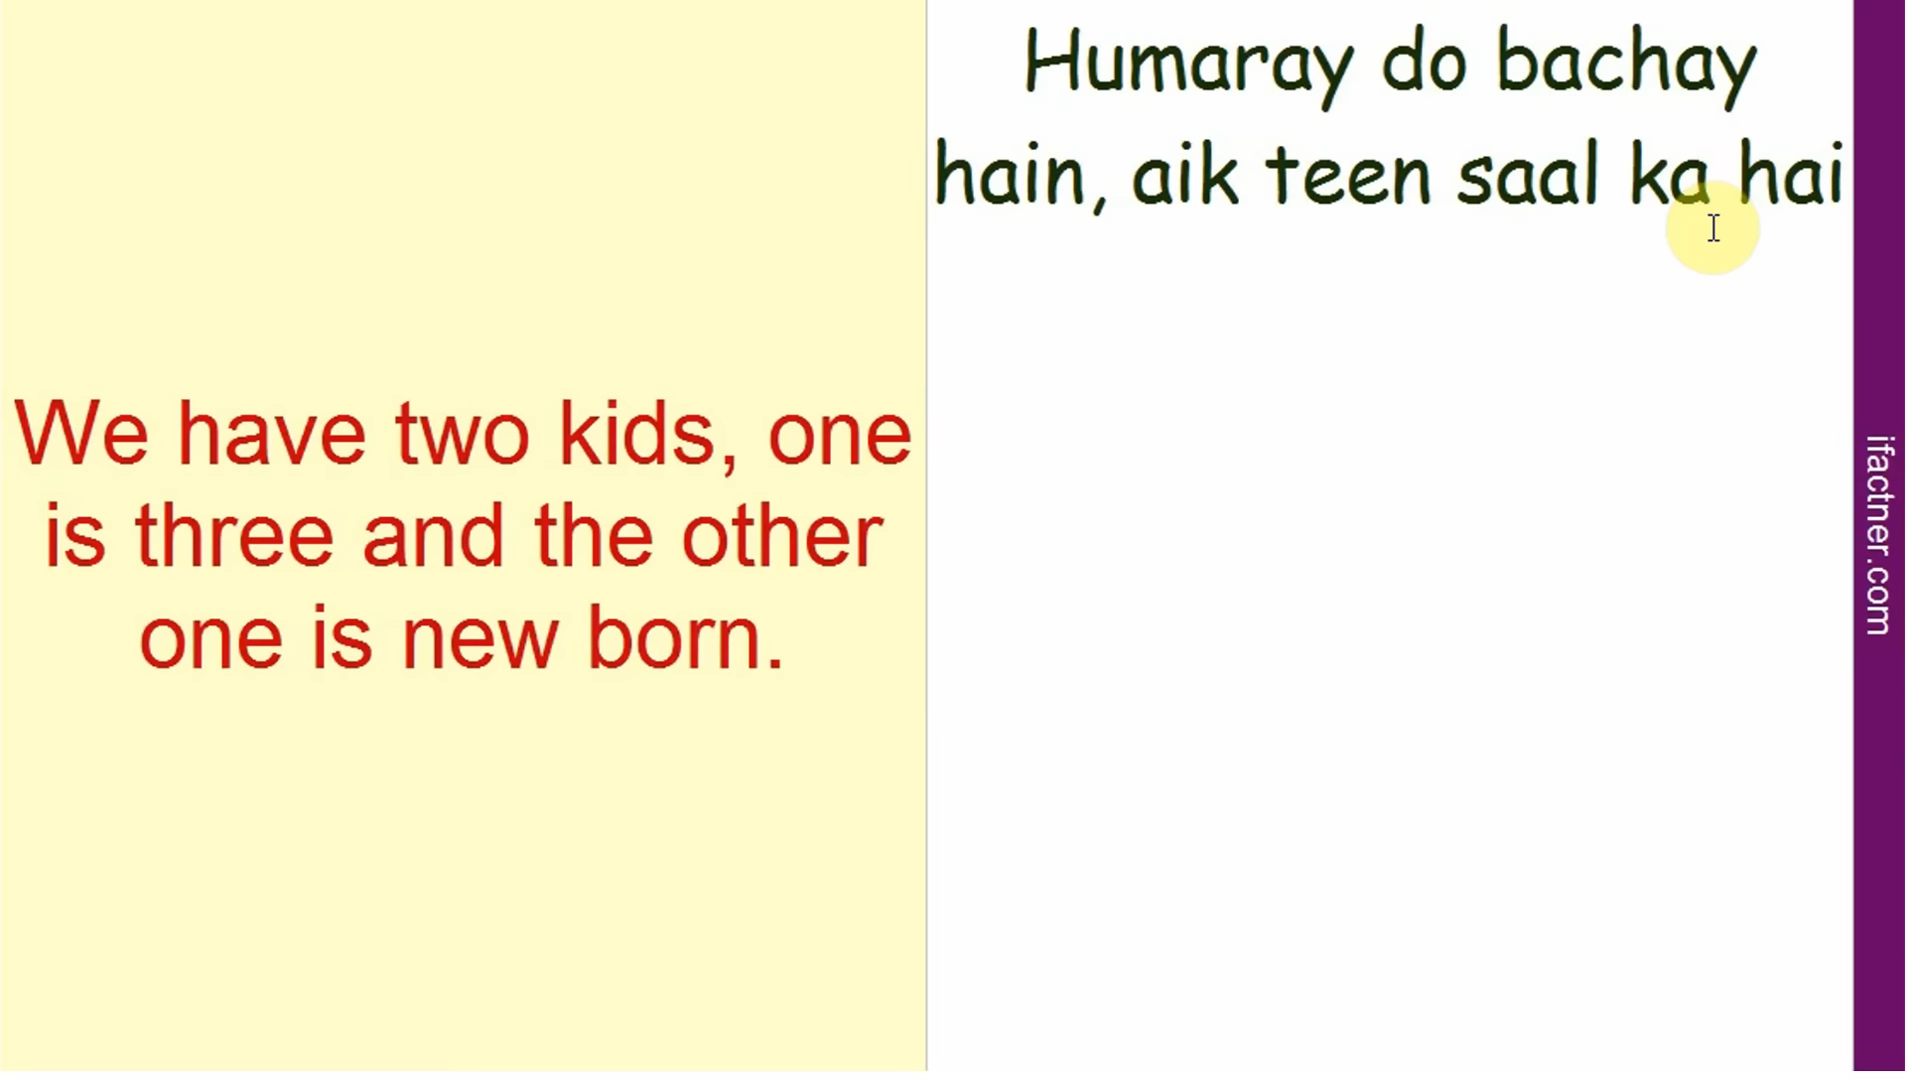 We have two kids, one
is three and the other
one is new born.
Humaray do bachay
hain, aik teen saal ka hai
ifactner.com